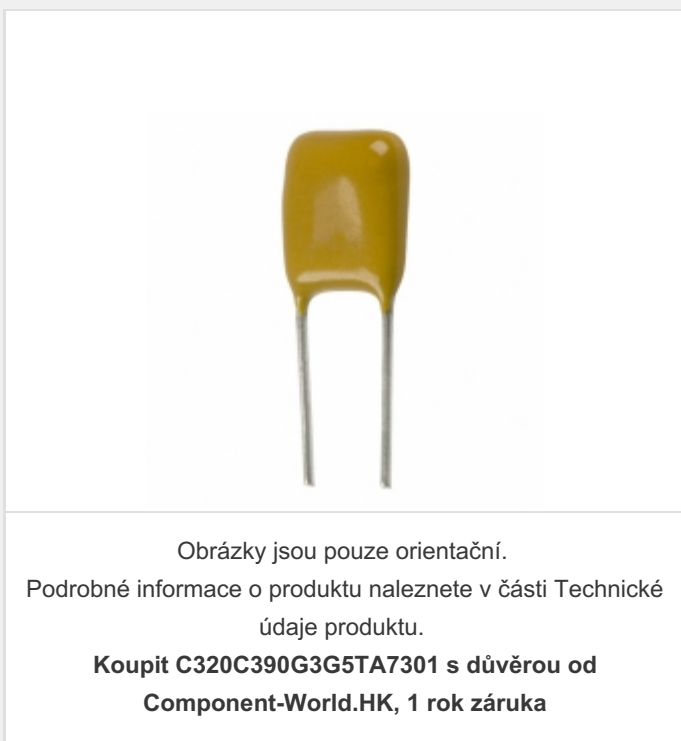 Obrázky jsou pouze orientační.
Podrobné informace o produktu naleznete v části Technické
údaje produktu.
Koupit C320C390G3G5TA7301 s důvěrou od
Component-World.HK, 1 rok záruka